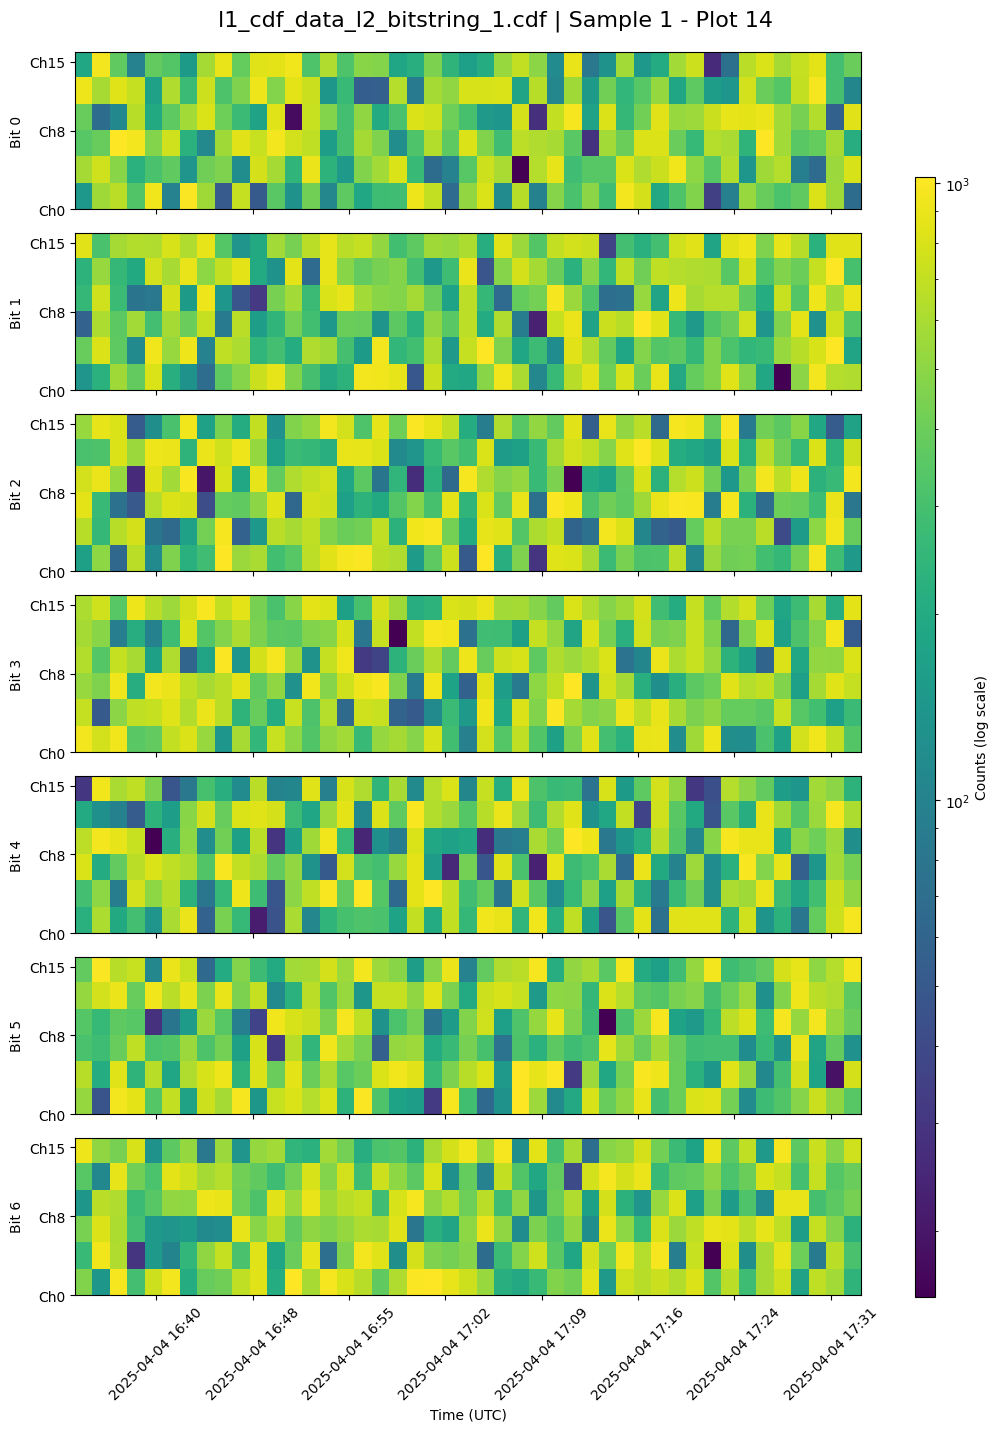 l1_cdf_data_l2_bitstring_1.cdf | Sample 1 - Plot 14
Ch15
Ch8
Ch0
Bit 0
Ch15
Ch8
Ch0
Bit 1
Ch15
Ch8
Ch0
Bit 2
Ch15
Ch8
Ch0
Bit 3
Ch15
Ch8
Ch0
Bit 4
Ch15
Ch8
Ch0
Bit 5
Ch15
Ch8
Ch0
Bit 6
2025-04-04 16:40
2025-04-04 16:48
2025-04-04 16:55
2025-04-04 17:02
2025-04-04 17:09
2025-04-04 17:16
2025-04-04 17:24
2025-04-04 17:31
Time (UTC)
10³
10²
Counts (log scale)